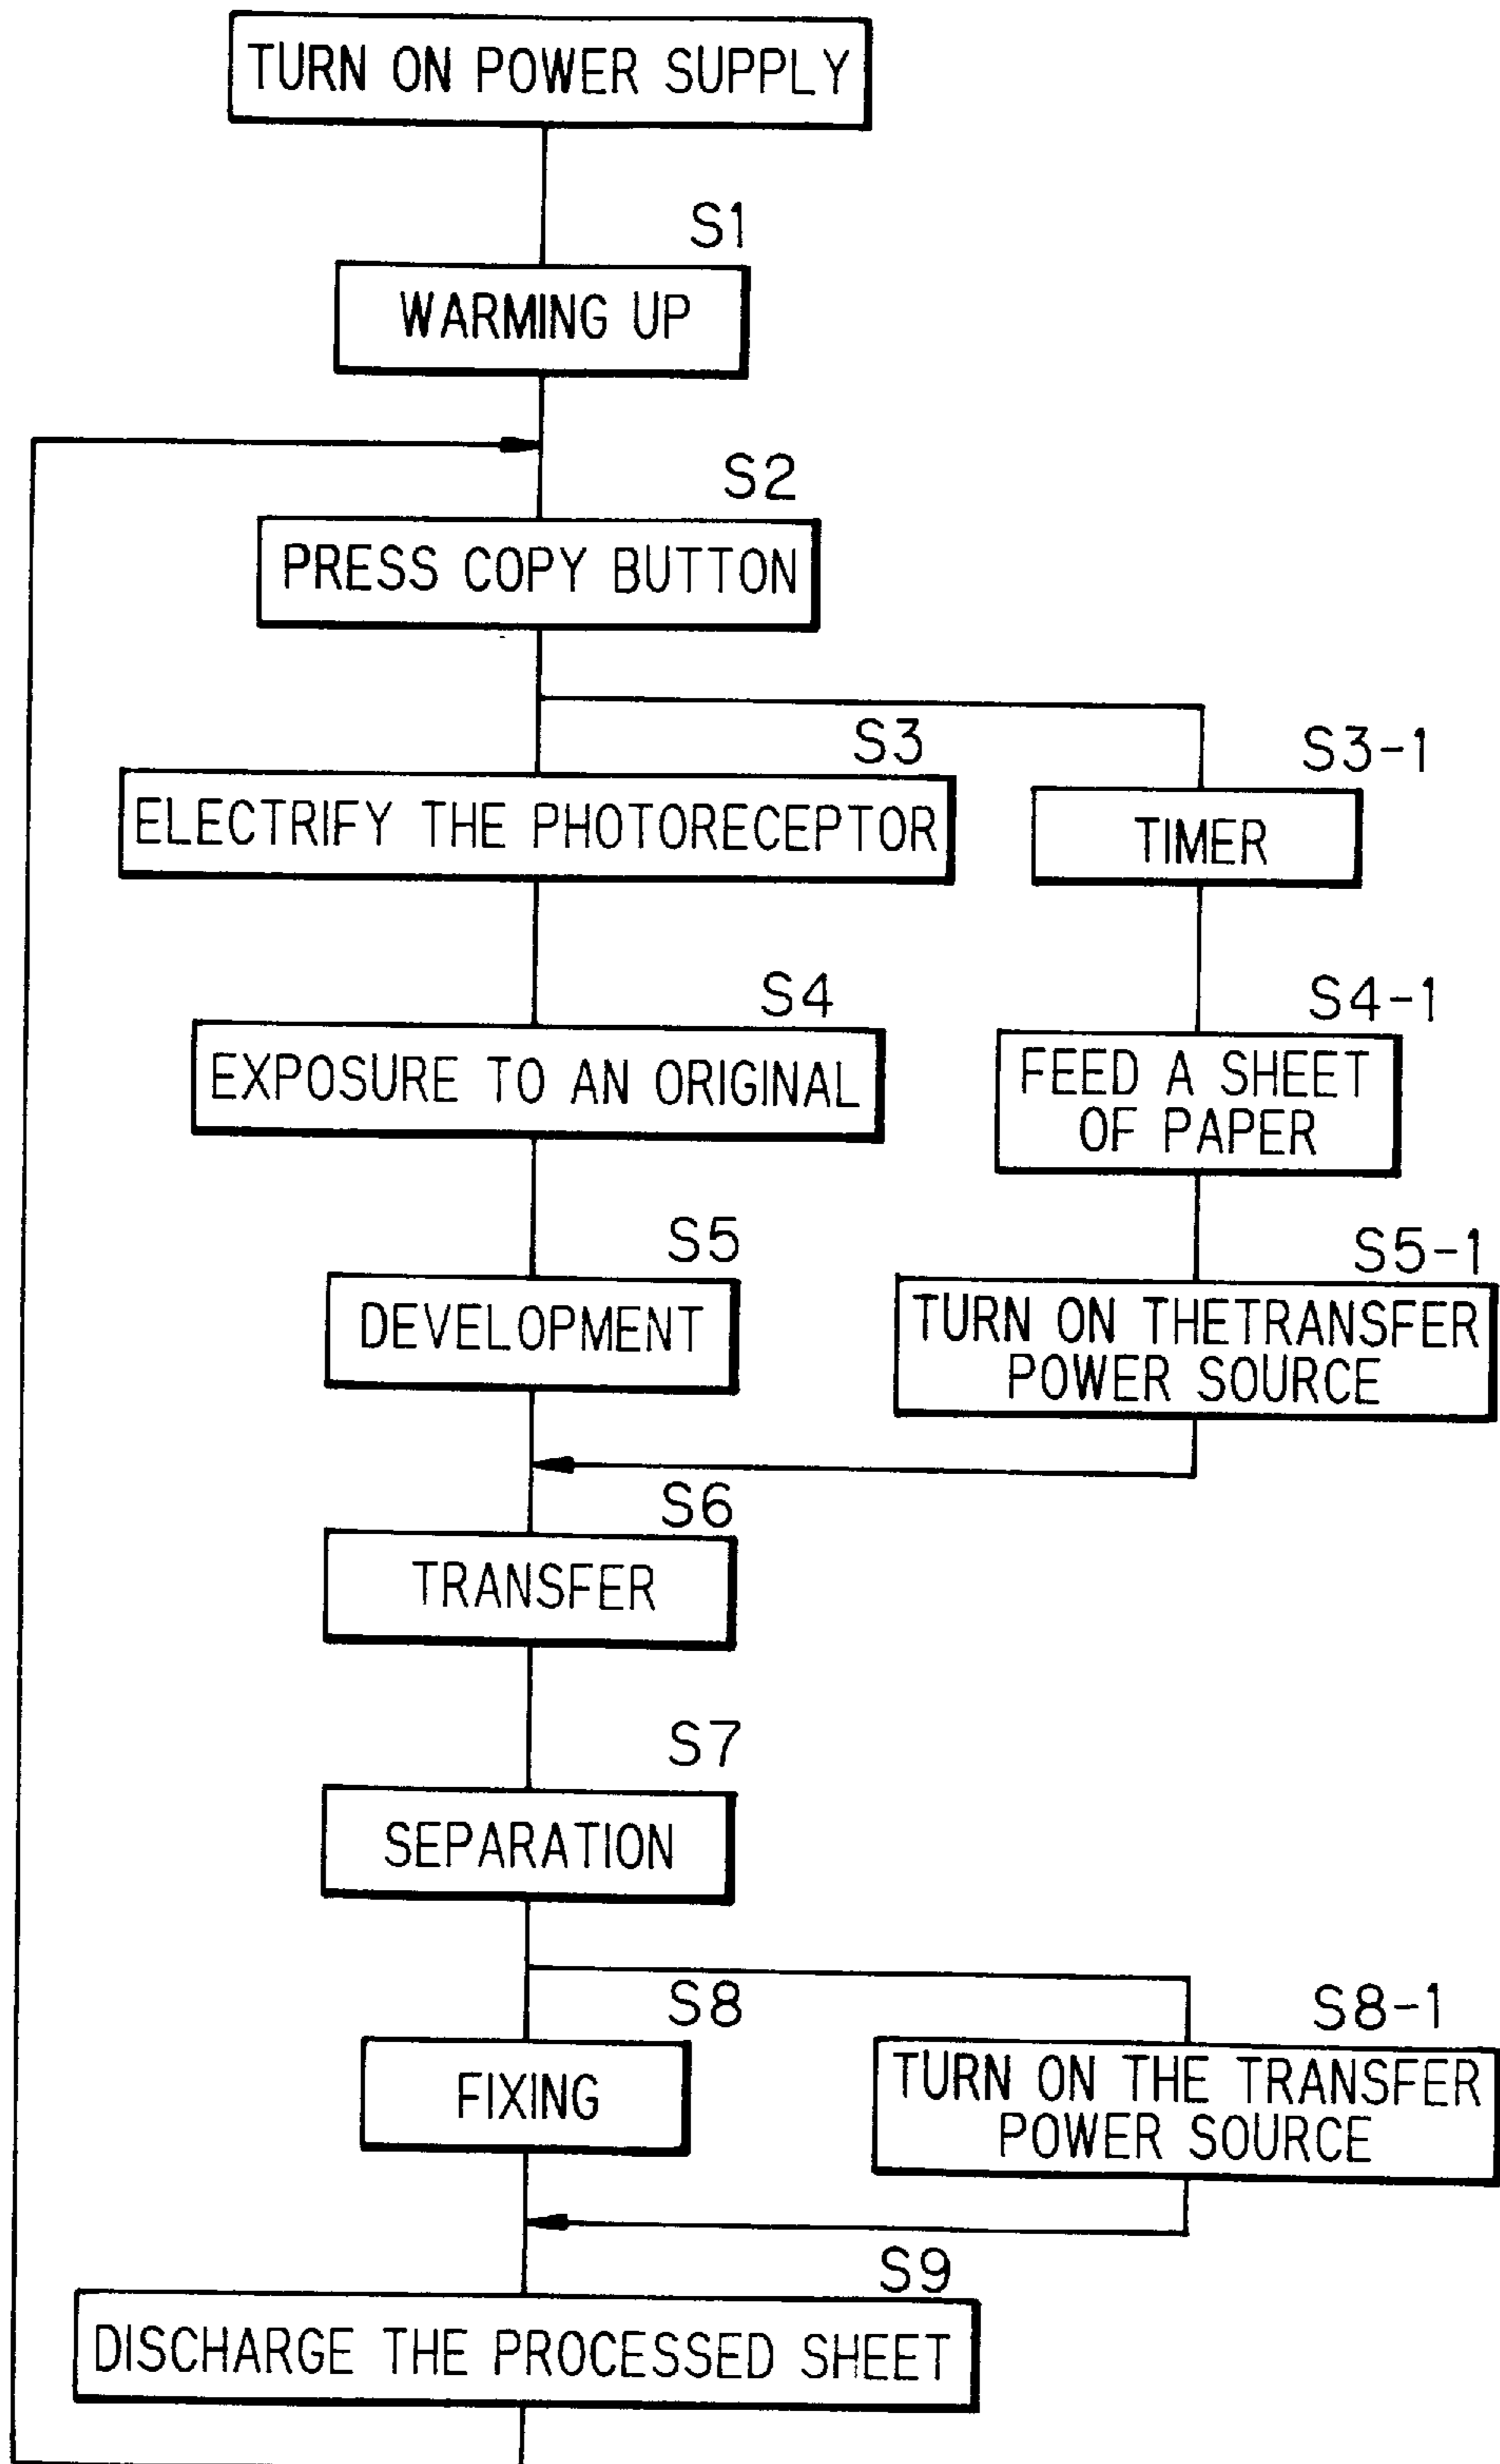 TURN ON POWER SUPPLY
S1
WARMING UP
S2
PRESS COPY BUTTON
S3
ELECTRIFY THE PHOTORECEPTOR
S3-1
TIMER
S4
EXPOSURE TO AN ORIGINAL
S4-1
FEED A SHEET
OF PAPER
S5
DEVELOPMENT
S5-1
TURN ON THETRANSFER
POWER SOURCE
S6
TRANSFER
S7
SEPARATION
S8
FIXING
S8-1
TURN ON THE TRANSFER
POWER SOURCE
S9
DISCHARGE THE PROCESSED SHEET